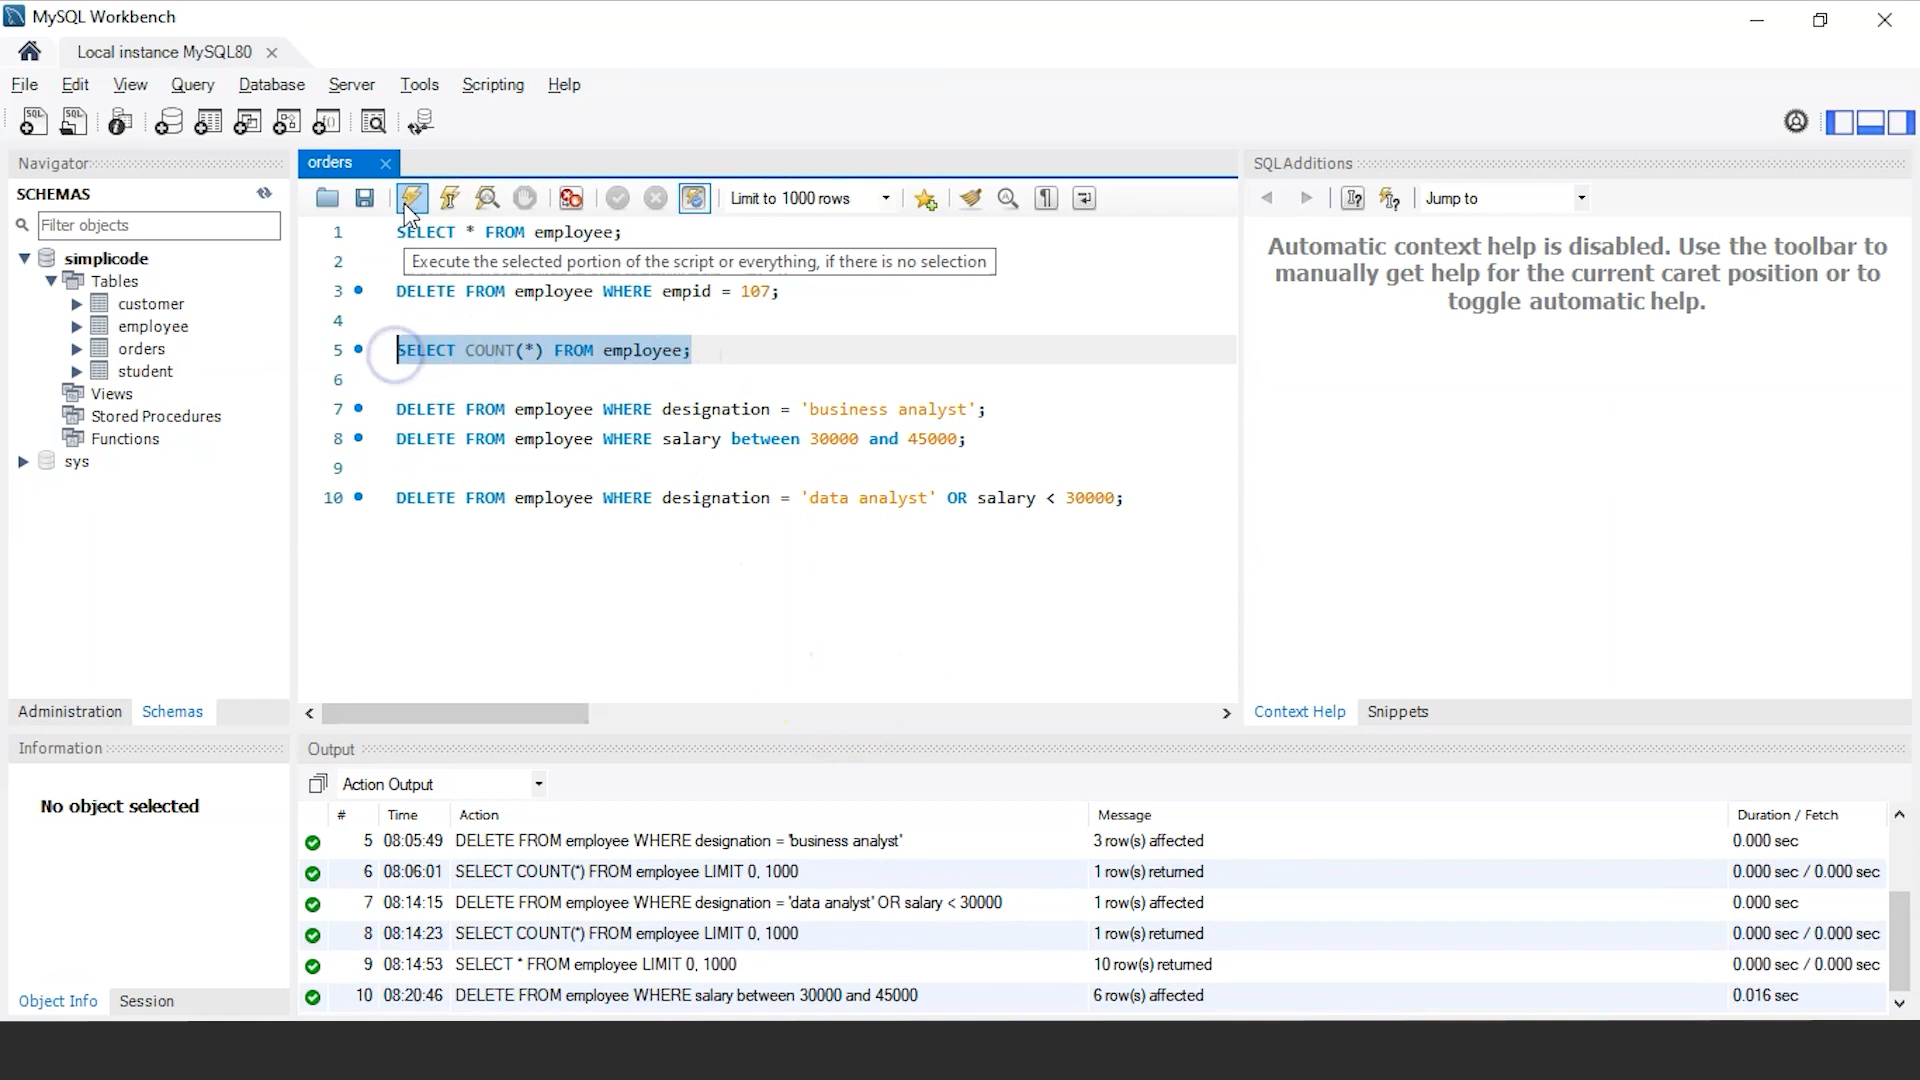 MySQL Workbench
Local instance MySQL80
File Edit View Query Database Server Tools Scripting Help
Navigator
SCHEMAS
Filter objects
simplicode
Tables
customer
employee
orders
student
Views
Stored Procedures
Functions
sys
Administration Schemas
Information
No object selected
Object Info Session
orders
Limit to 1000 rows
1 SELECT * FROM employee;
2
Execute the selected portion of the script or everything, if there is no selection
3 DELETE FROM employee WHERE empid = 107;
4
5 SELECT COUNT(*) FROM employee;
6
7 DELETE FROM employee WHERE designation = 'business analyst';
8 DELETE FROM employee WHERE salary between 30000 and 45000;
9
10 DELETE FROM employee WHERE designation = 'data analyst' OR salary < 30000;
SQLAdditions
Jump to
Automatic context help is disabled. Use the toolbar to
manually get help for the current caret position or to
toggle automatic help.
Context Help Snippets
Output
Action Output
# Time Action Message Duration / Fetch
5 08:05:49 DELETE FROM employee WHERE designation = 'business analyst' 3 row(s) affected 0.000 sec
6 08:06:01 SELECT COUNT(*) FROM employee LIMIT 0, 1000 1 row(s) returned 0.000 sec / 0.000 sec
7 08:14:15 DELETE FROM employee WHERE designation = 'data analyst' OR salary < 30000 1 row(s) affected 0.000 sec
8 08:14:23 SELECT COUNT(*) FROM employee LIMIT 0, 1000 1 row(s) returned 0.000 sec / 0.000 sec
9 08:14:53 SELECT * FROM employee LIMIT 0, 1000 10 row(s) returned 0.000 sec / 0.000 sec
10 08:20:46 DELETE FROM employee WHERE salary between 30000 and 45000 6 row(s) affected 0.016 sec